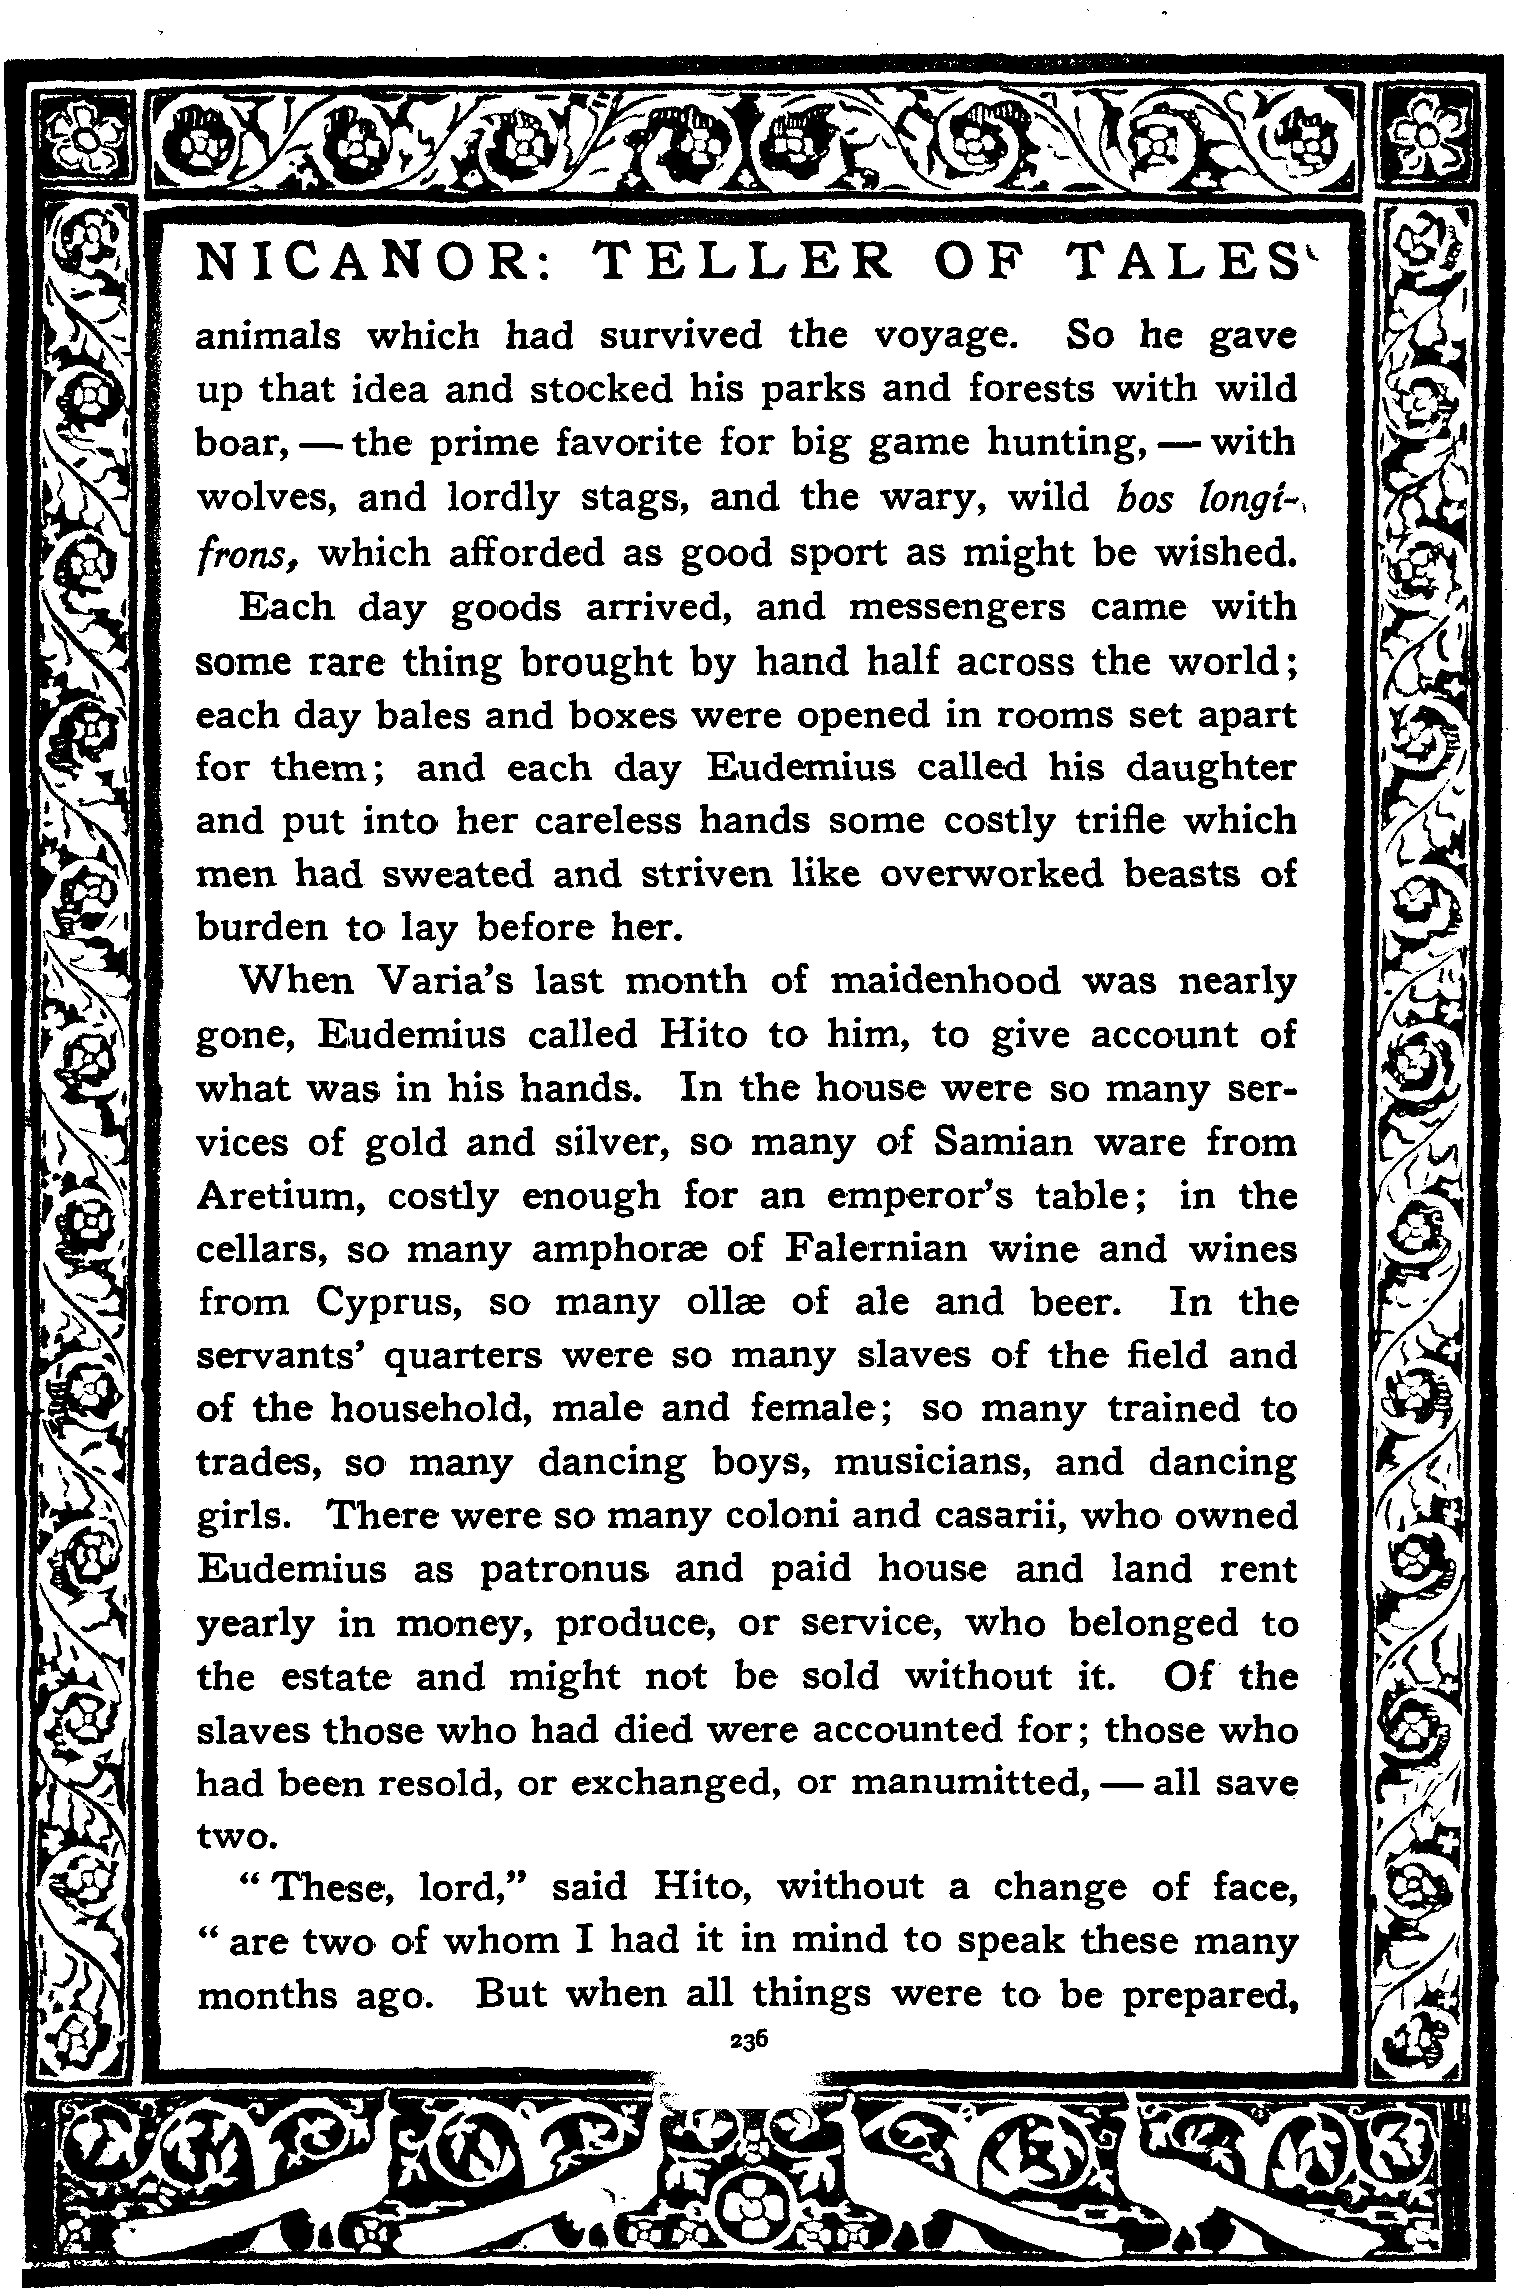 NICANOR: TELLER OF TALES
animals which had survived the voyage. So he gave
up that idea and stocked his parks and forests with wild
boar, — the prime favorite for big game hunting, — with
wolves, and lordly stags, and the wary, wild bos longi-
frons, which afforded as good sport as might be wished.
Each day goods arrived, and messengers came with
some rare thing brought by hand half across the world;
each day bales and boxes were opened in rooms set apart
for them; and each day Eudemius called his daughter
and put into her careless hands some costly trifle which
men had sweated and striven like overworked beasts of
burden to lay before her.
When Varia's last month of maidenhood was nearly
gone, Eudemius called Hito to him, to give account of
what was in his hands. In the house were so many ser-
vices of gold and silver, so many of Samian ware from
Aretium, costly enough for an emperor's table; in the
cellars, so many amphoræ of Falernian wine and wines
from Cyprus, so many ollæ of ale and beer. In the
servants' quarters were so many slaves of the field and
of the household, male and female; so many trained to
trades, so many dancing boys, musicians, and dancing
girls. There were so many coloni and casarii, who owned
Eudemius as patronus and paid house and land rent
yearly in money, produce, or service, who belonged to
the estate and might not be sold without it. Of the
slaves those who had died were accounted for; those who
had been resold, or exchanged, or manumitted, — all save
two.
"These, lord," said Hito, without a change of face,
"are two of whom I had it in mind to speak these many
months ago. But when all things were to be prepared,
236